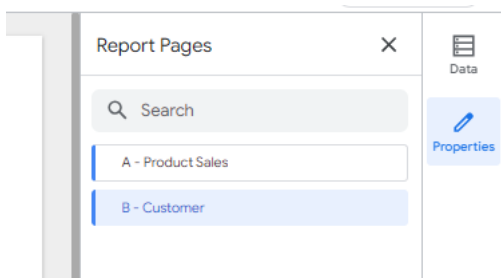 Report Pages
Search
A - Product Sales
B - Customer
Data
Properties